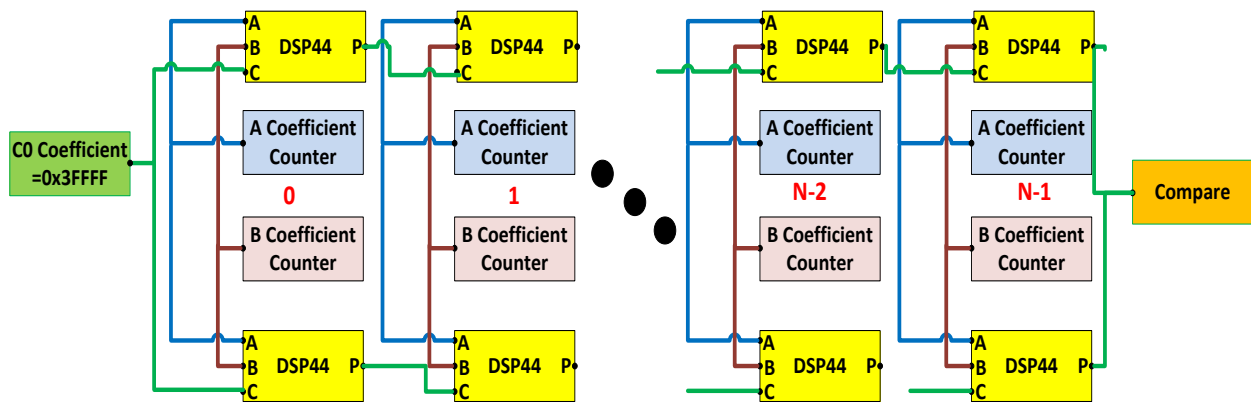 A
B DSP44 P
C
A
B DSP44 P
C
A
B DSP44 P
C
A
B DSP44 P
C
C0 Coefficient
=0x3FFFF
A Coefficient
Counter
A Coefficient
Counter
A Coefficient
Counter
A Coefficient
Counter
0
1
N-2
N-1
Compare
B Coefficient
Counter
B Coefficient
Counter
B Coefficient
Counter
B Coefficient
Counter
A
B DSP44 P
C
A
B DSP44 P
C
A
B DSP44 P
C
A
B DSP44 P
C